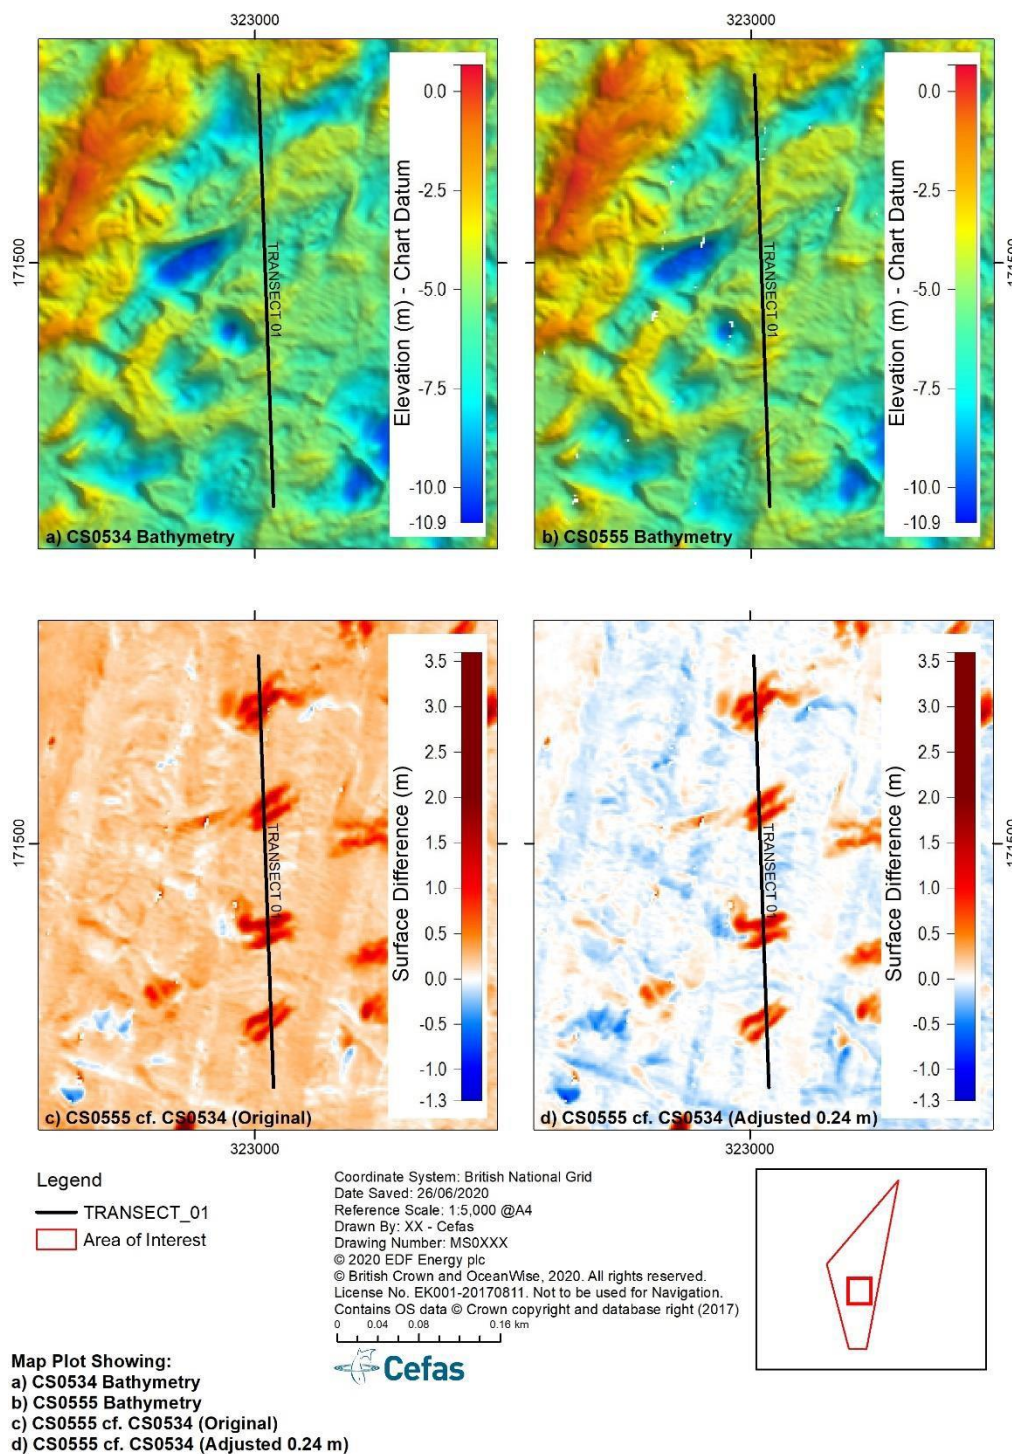 323000
323000
0.0
-2.5
-5.0
-7.5
-10.0
-10.9
Elevation (m) - Chart Datum
171500
TRANSECT 01
a) CS0534 Bathymetry
0.0
-2.5
-5.0
-7.5
-10.0
-10.9
Elevation (m) - Chart Datum
171500
TRANSECT 01
b) CS0555 Bathymetry
3.5
3.0
2.5
2.0
1.5
1.0
0.5
0.0
-0.5
-1.0
-1.3
Surface Difference (m)
171500
TRANSECT 01
c) CS0555 cf. CS0534 (Original)
3.5
3.0
2.5
2.0
1.5
1.0
0.5
0.0
-0.5
-1.0
-1.3
Surface Difference (m)
171500
TRANSECT 01
d) CS0555 cf. CS0534 (Adjusted 0.24 m)
323000
323000
Legend
TRANSECT_01
Area of Interest
Coordinate System: British National Grid
Date Saved: 26/06/2020
Reference Scale: 1:5,000 @A4
Drawn By: XX - Cefas
Drawing Number: MS0XXX
© 2020 EDF Energy plc
© British Crown and OceanWise, 2020. All rights reserved.
License No. EK001-20170811. Not to be used for Navigation.
Contains OS data © Crown copyright and database right (2017)
0 0.04 0.08 0.16 km
Cefas
Map Plot Showing:
a) CS0534 Bathymetry
b) CS0555 Bathymetry
c) CS0555 cf. CS0534 (Original)
d) CS0555 cf. CS0534 (Adjusted 0.24 m)